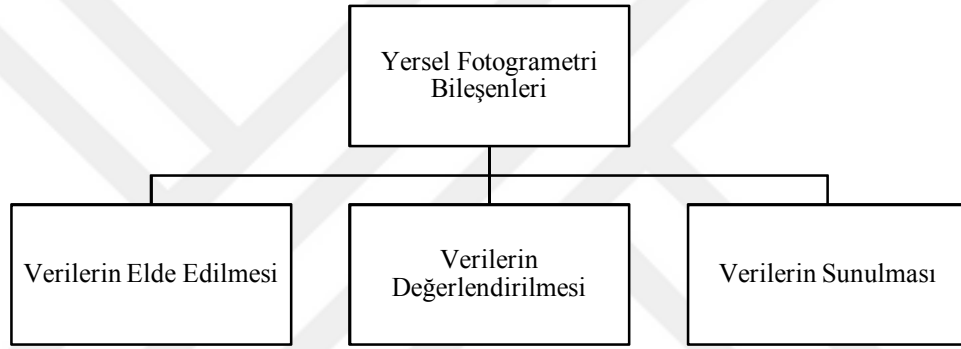 Yersel Fotogrametri
Bileşenleri
Verilerin Elde Edilmesi
Verilerin
Değerlendirilmesi
Verilerin Sunulması